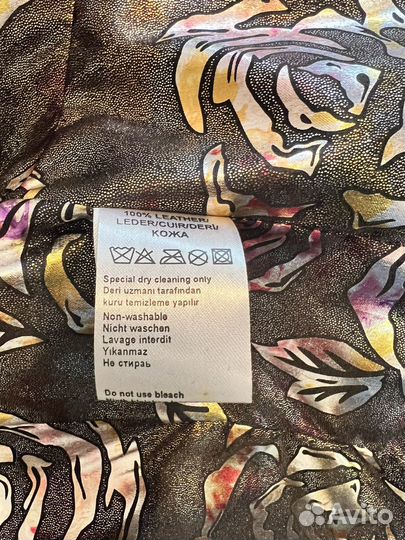 100% LEATHER/
LEDER/CUIR/DERİ/
КОЖА
Special dry cleaning only
Deri uzmanı tarafından
kuru temizleme yapılır
Non-washable
Nicht waschen
Lavage interdit
Yıkanmaz
Не стираь
Do not use bleach
Avito